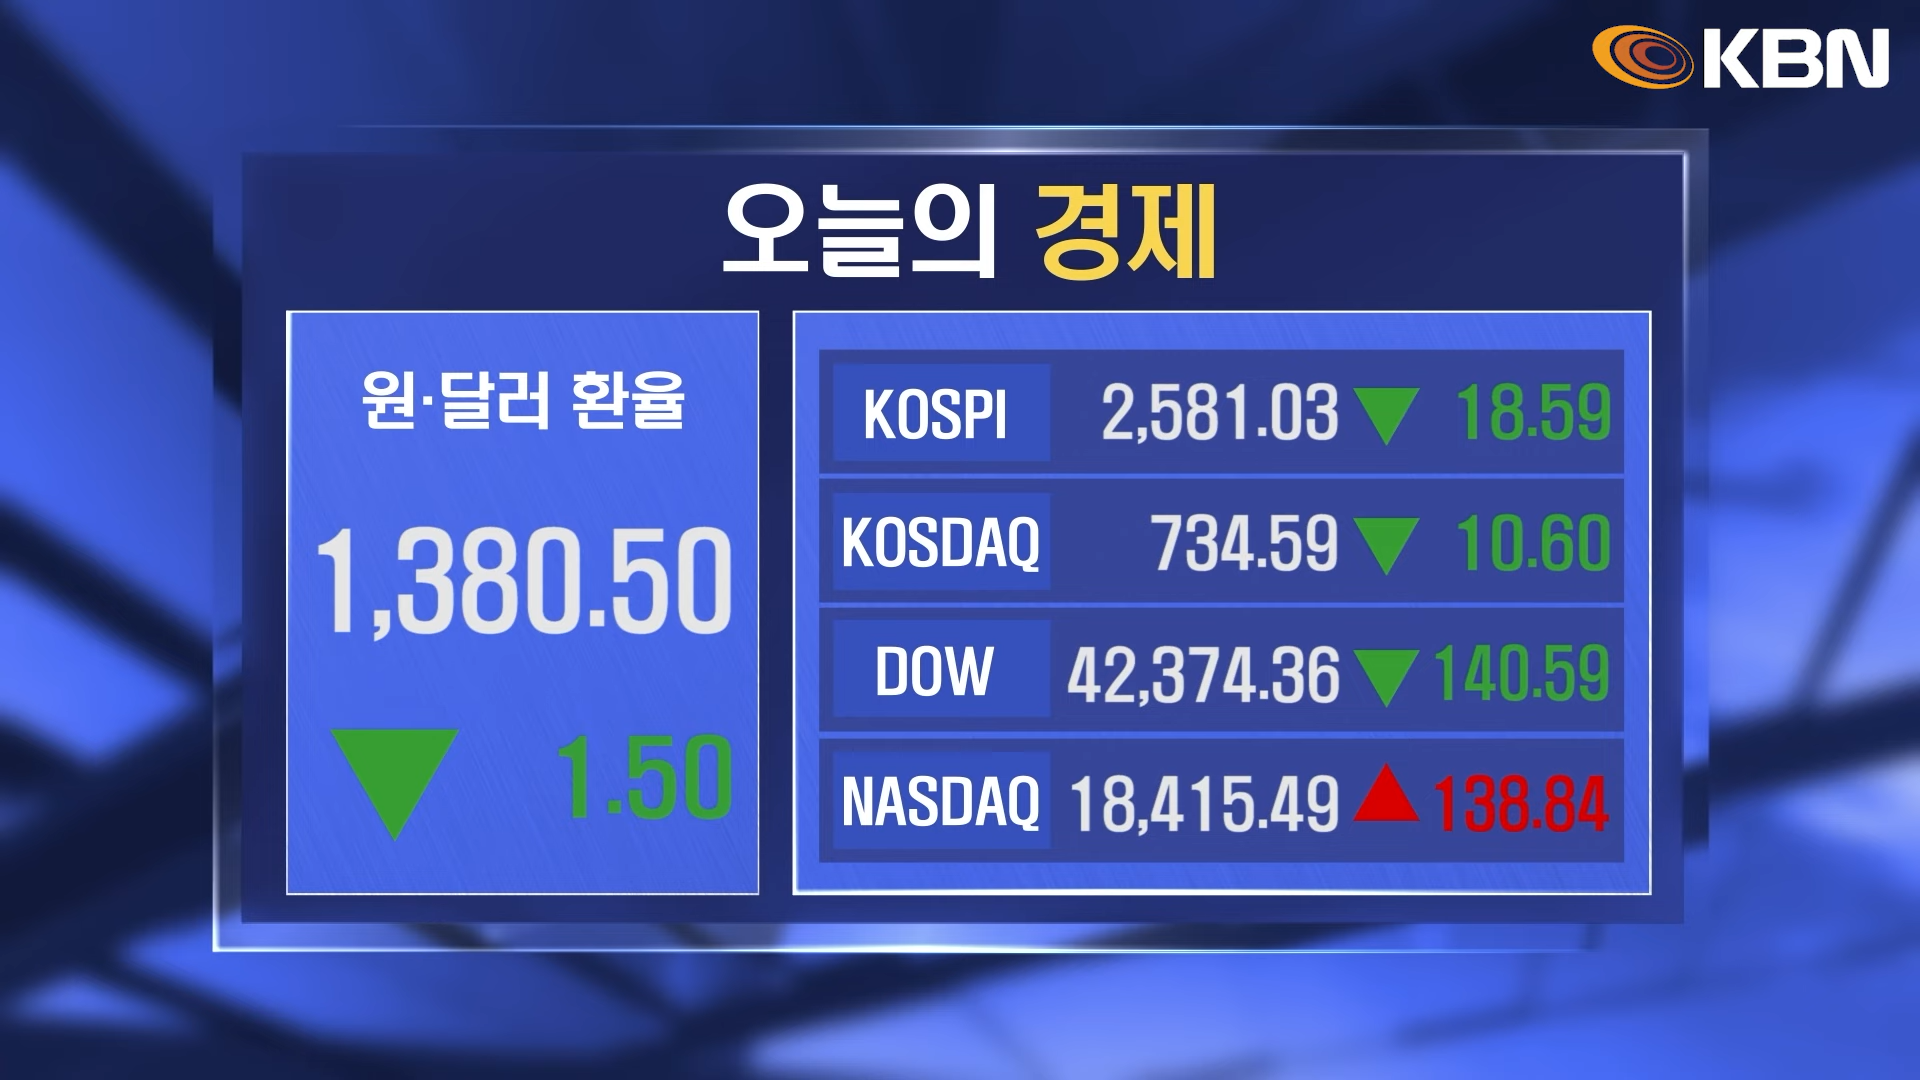 KBN
오늘의 경제
원·달러 환율
1,380.50
▼ 1.50
KOSPI 2,581.03 ▼ 18.59
KOSDAQ 734.59 ▼ 10.60
DOW 42,374.36 ▼ 140.59
NASDAQ 18,415.49 ▲ 138.84